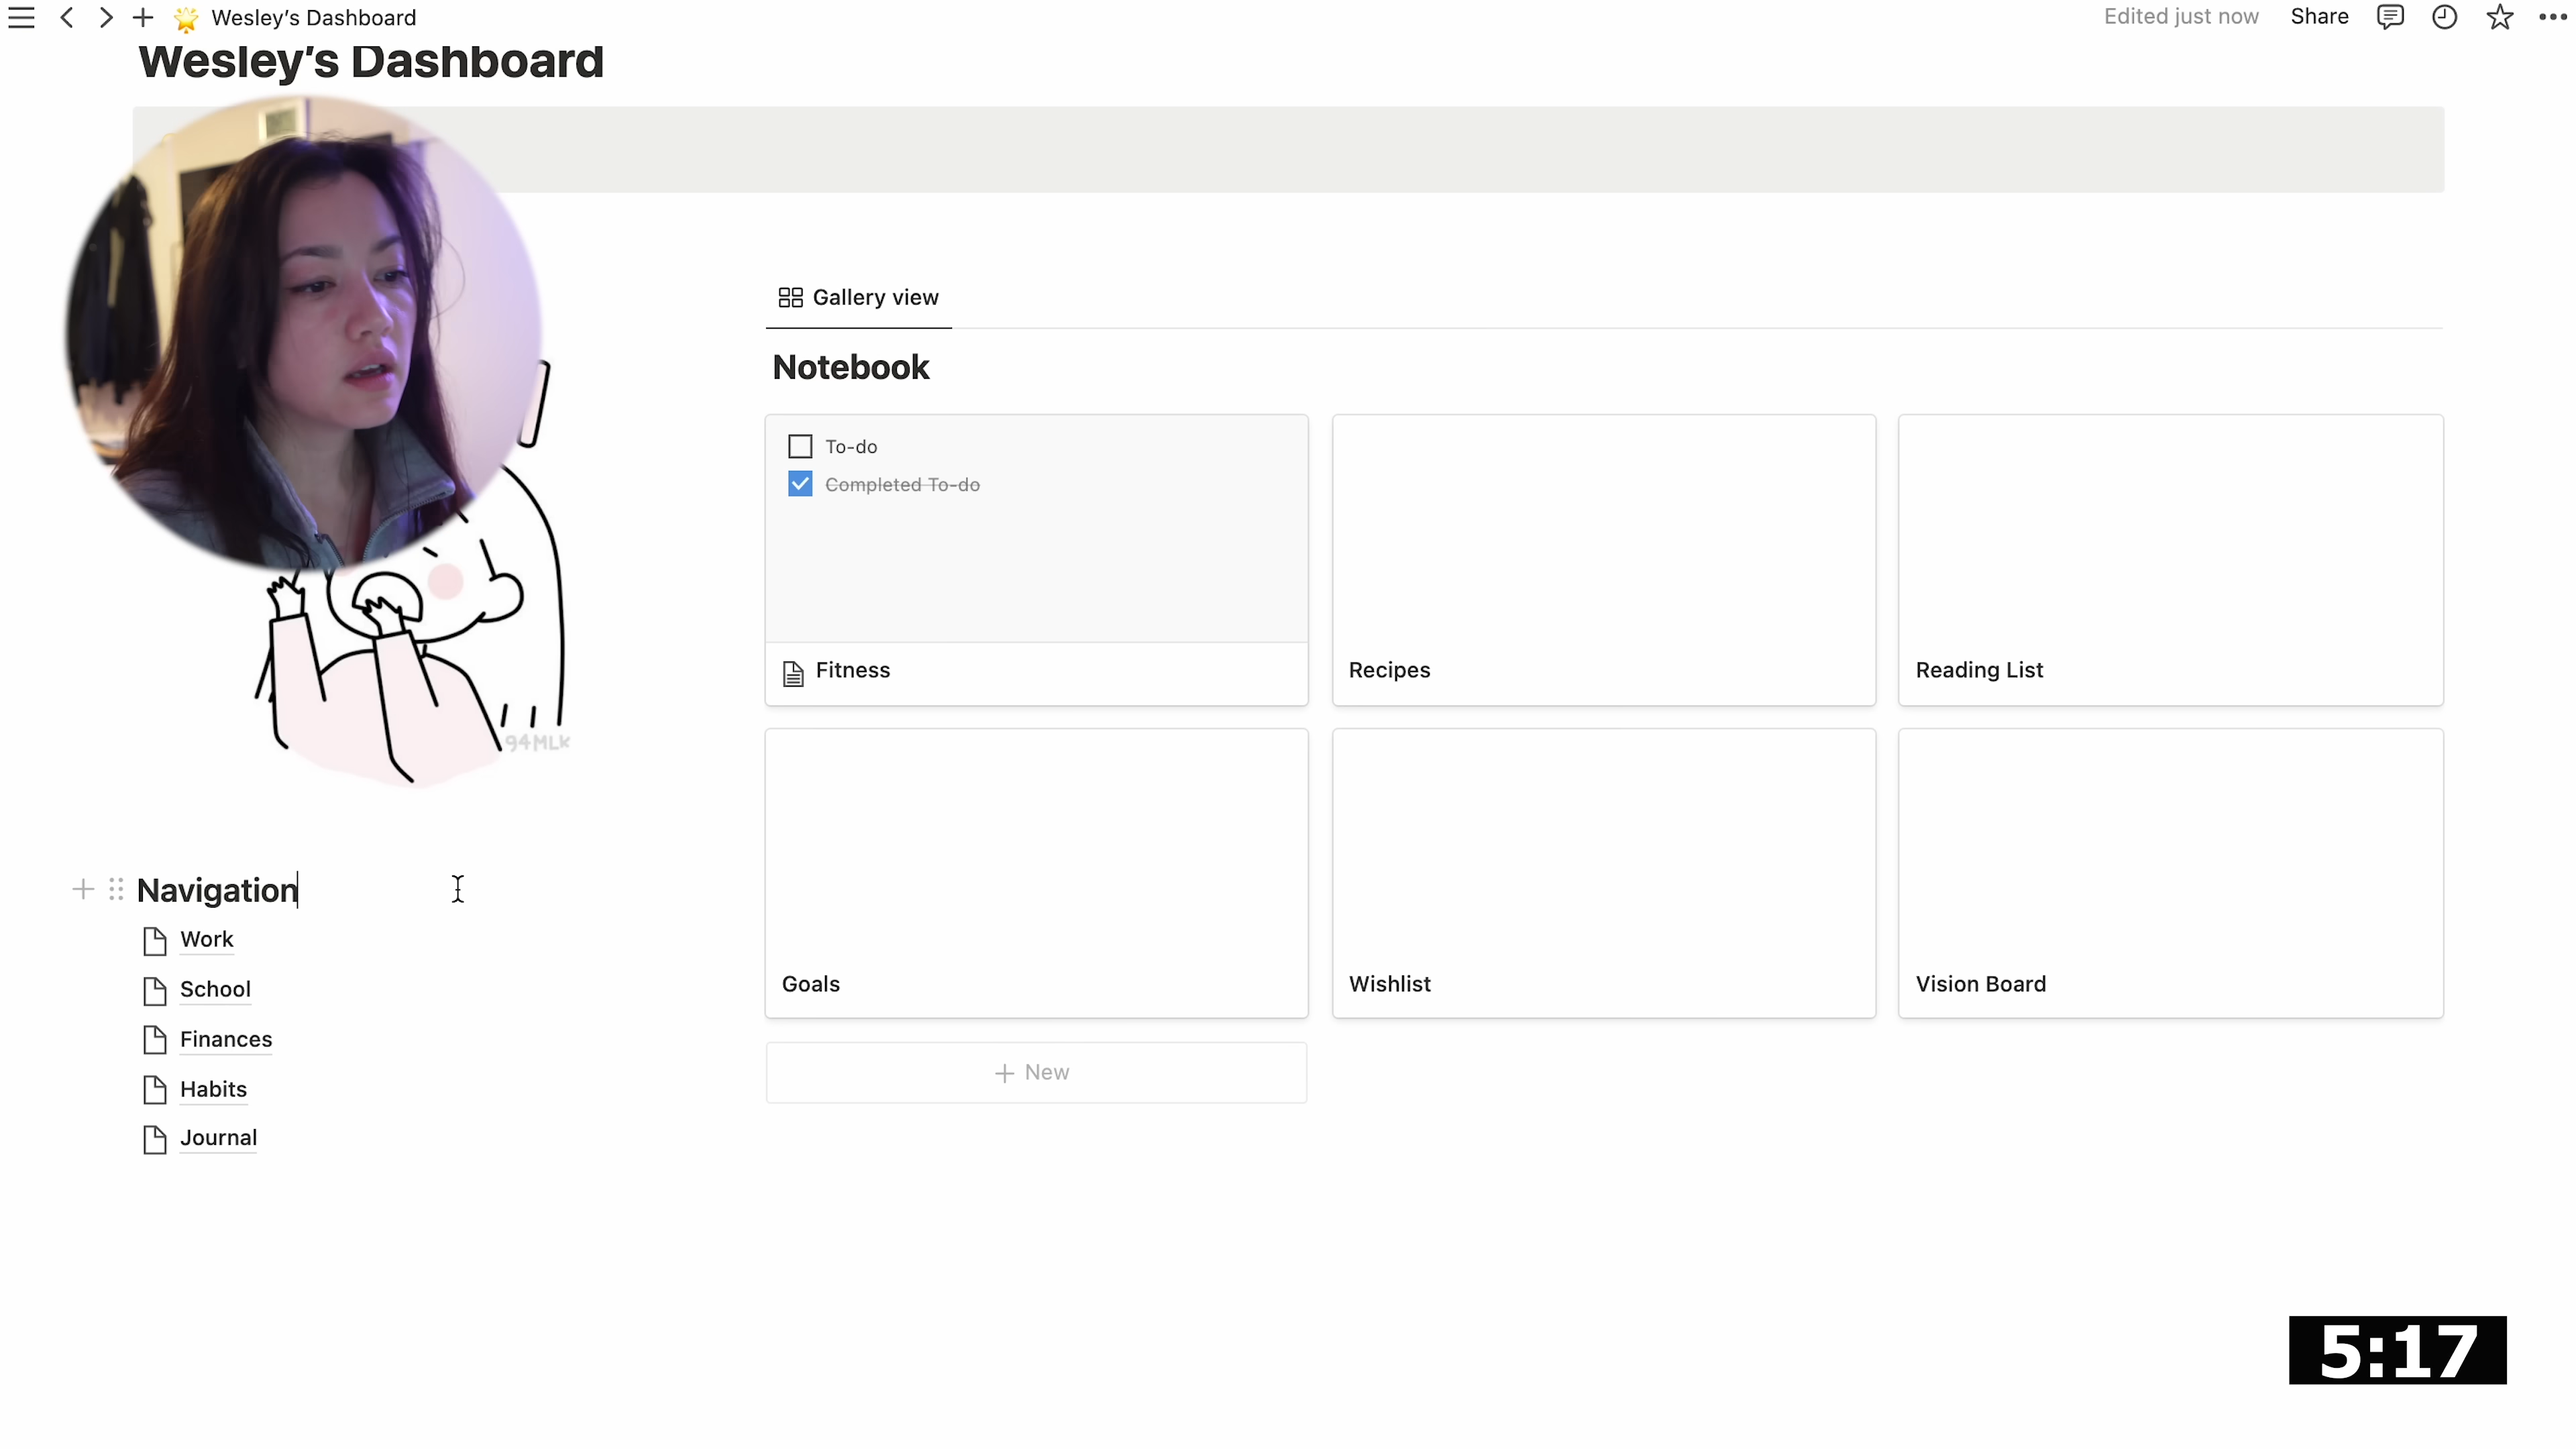 Wesley’s Dashboard
Edited just now
Share
Wesley’s Dashboard
Gallery view
Notebook
To-do
Completed To-do
Fitness
Recipes
Reading List
94MLK
Goals
Wishlist
Vision Board
New
Navigation
Work
School
Finances
Habits
Journal
5:17